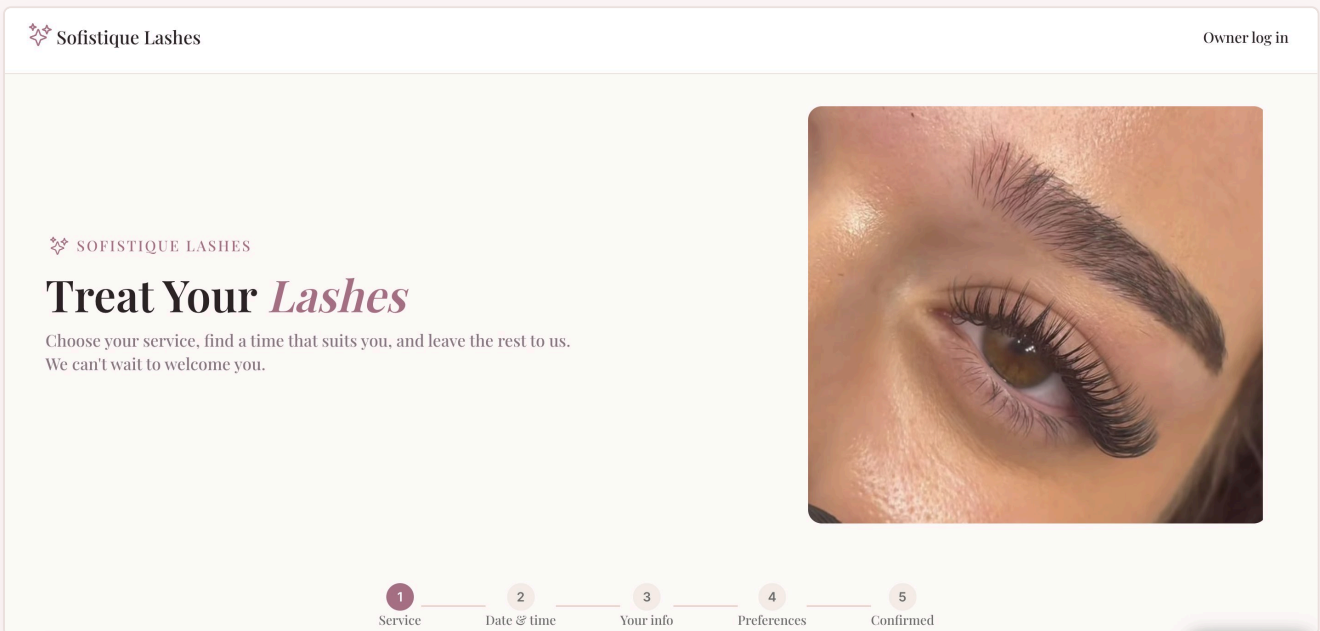 Sofistique Lashes
Owner log in
SOFISTIQUE LASHES
Treat Your Lashes
Choose your service, find a time that suits you, and leave the rest to us.
We can't wait to welcome you.
1
2
3
4
5
Service
Date & time
Your info
Preferences
Confirmed